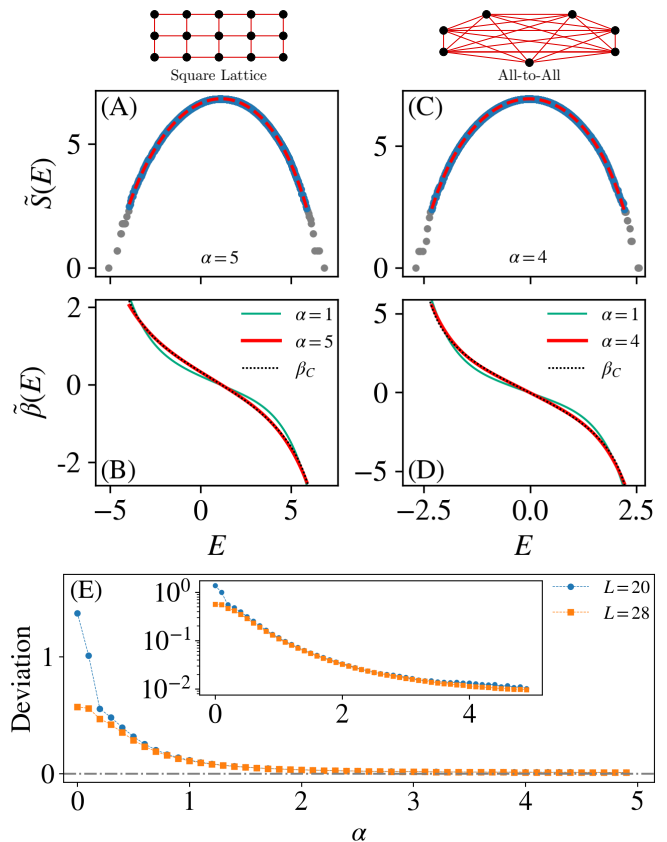 Square Lattice
All-to-All
(A)
(C)
S̃(E)
5
0
5
0
α=5
α=4
2
0
-2
5
0
−5
α=1
α=5
β_C
α=1
α=4
β_C
β̃(E)
(B)
(D)
−5
0
5
−2.5
0.0
2.5
E
E
(E)
L=20
L=28
Deviation
1
0
10⁰
10⁻¹
10⁻²
0
2
4
0
1
2
3
4
5
α